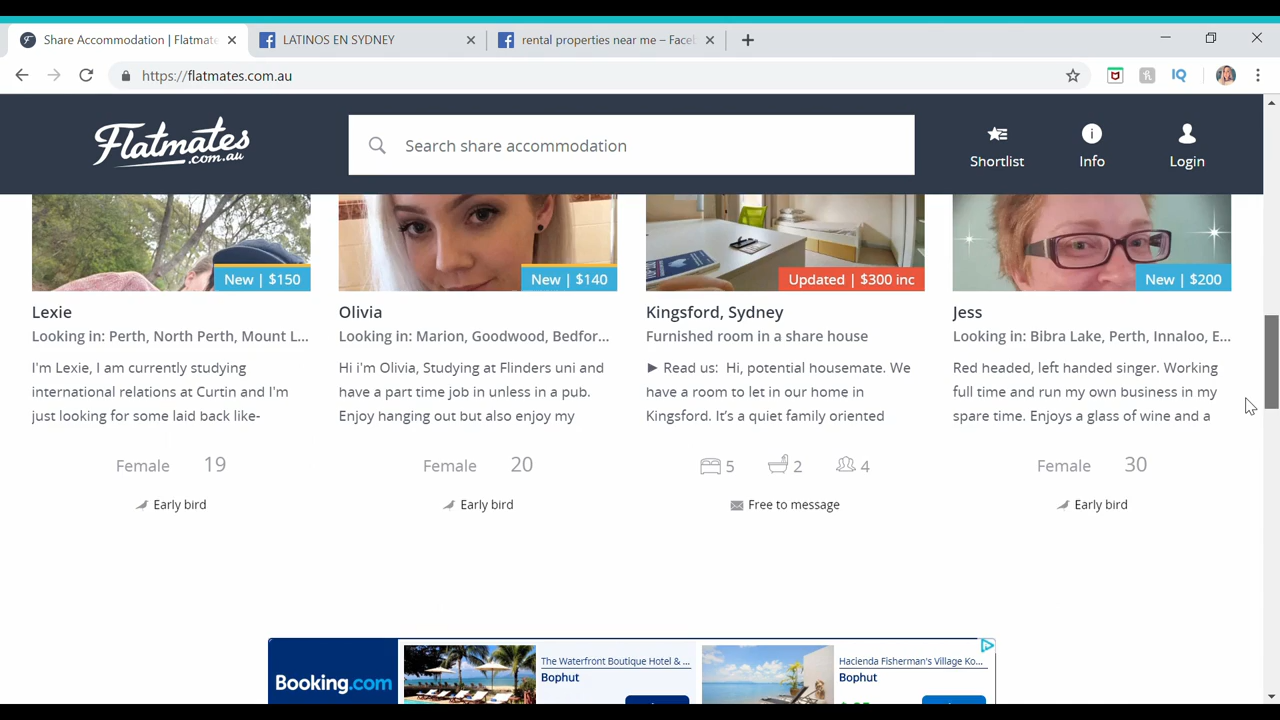 Share Accommodation | Flatmate
LATINOS EN SYDNEY
rental properties near me – Facel
https://flatmates.com.au
Flatmates
.com.au
Search share accommodation
Shortlist
Info
Login
New | $150
New | $140
Updated | $300 inc
New | $200
Lexie
Looking in: Perth, North Perth, Mount L...
I'm Lexie, I am currently studying
international relations at Curtin and I'm
just looking for some laid back like-
Female 19
Early bird
Olivia
Looking in: Marion, Goodwood, Bedfor...
Hi i'm Olivia, Studying at Flinders uni and
have a part time job in unless in a pub.
Enjoy hanging out but also enjoy my
Female 20
Early bird
Kingsford, Sydney
Furnished room in a share house
► Read us: Hi, potential housemate. We
have a room to let in our home in
Kingsford. It's a quiet family oriented
5 2 4
Free to message
Jess
Looking in: Bibra Lake, Perth, Innaloo, E...
Red headed, left handed singer. Working
full time and run my own business in my
spare time. Enjoys a glass of wine and a
Female 30
Early bird
Booking.com
The Waterfront Boutique Hotel & ...
Bophut
Hacienda Fisherman's Village Ko...
Bophut